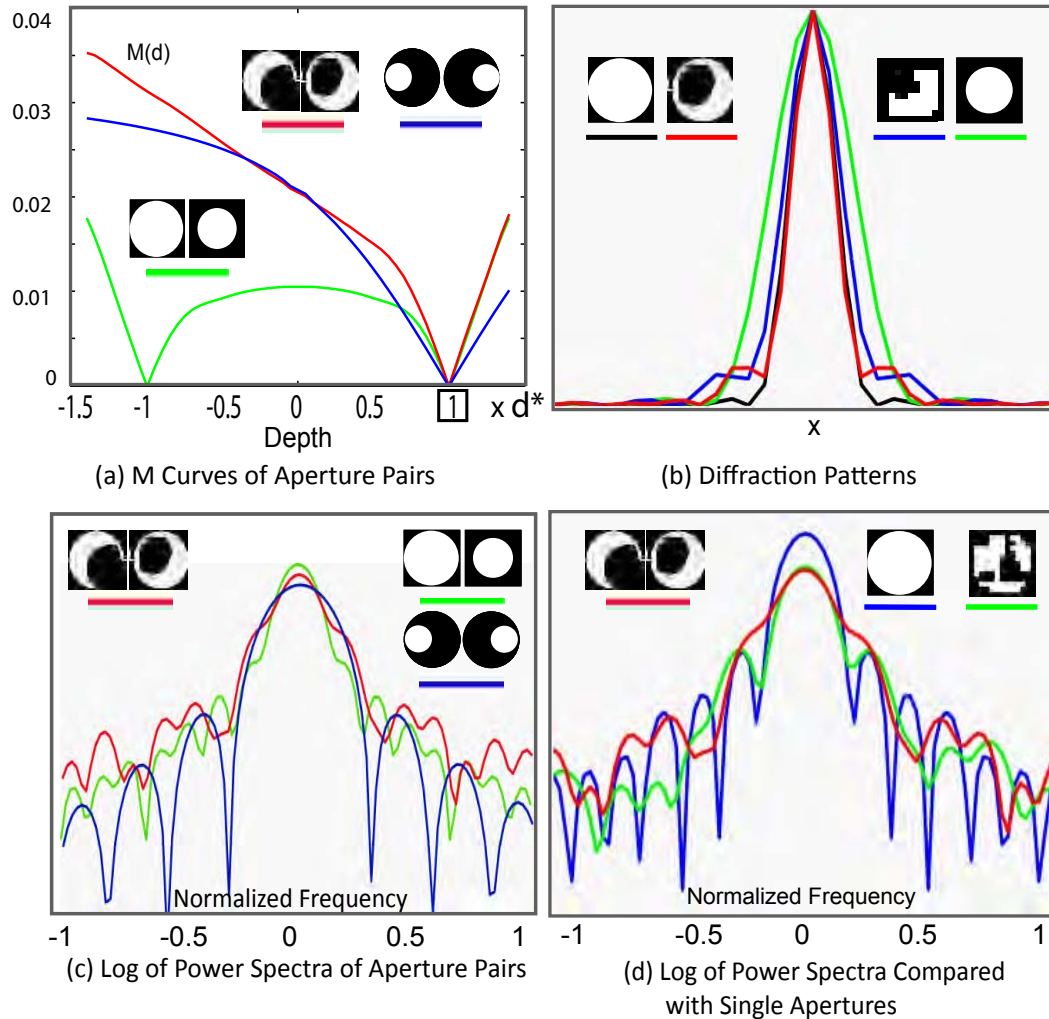 0.04
M(d)
0.03
0.02
0.01
0
-1.5 -1 -0.5 0 0.5 1 x d*
Depth
(a) M Curves of Aperture Pairs
x
(b) Diffraction Patterns
Normalized Frequency
-1 -0.5 0 0.5 1
(c) Log of Power Spectra of Aperture Pairs
Normalized Frequency
-1 -0.5 0 0.5 1
(d) Log of Power Spectra Compared
with Single Apertures